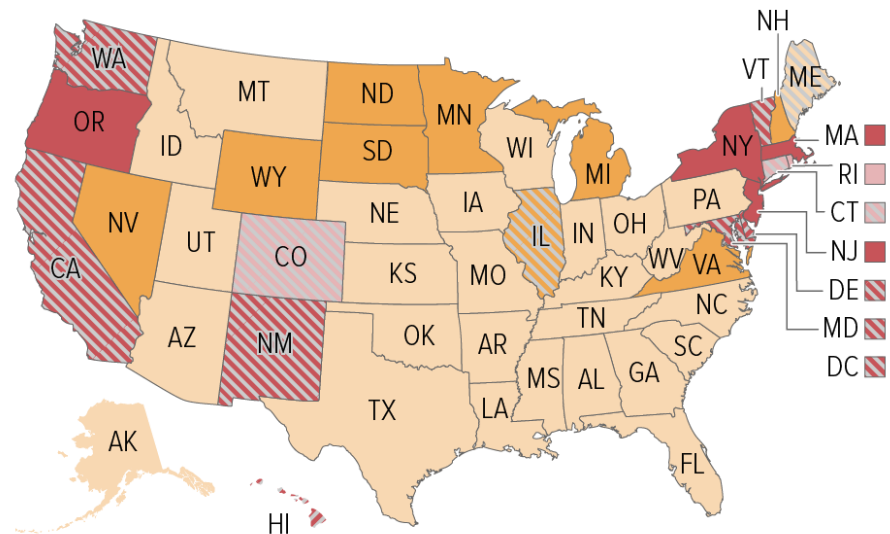 NH
VT
ME
WA
MT
ND
MN
OR
ID
WI
SD
WY
MI
NY
MA
RI
CT
NJ
DE
MD
DC
NV
UT
CO
NE
IA
PA
IL
IN
OH
CA
KS
MO
WV
VA
KY
NC
TN
AZ
NM
OK
AR
SC
MS
AL
GA
TX
LA
FL
AK
HI